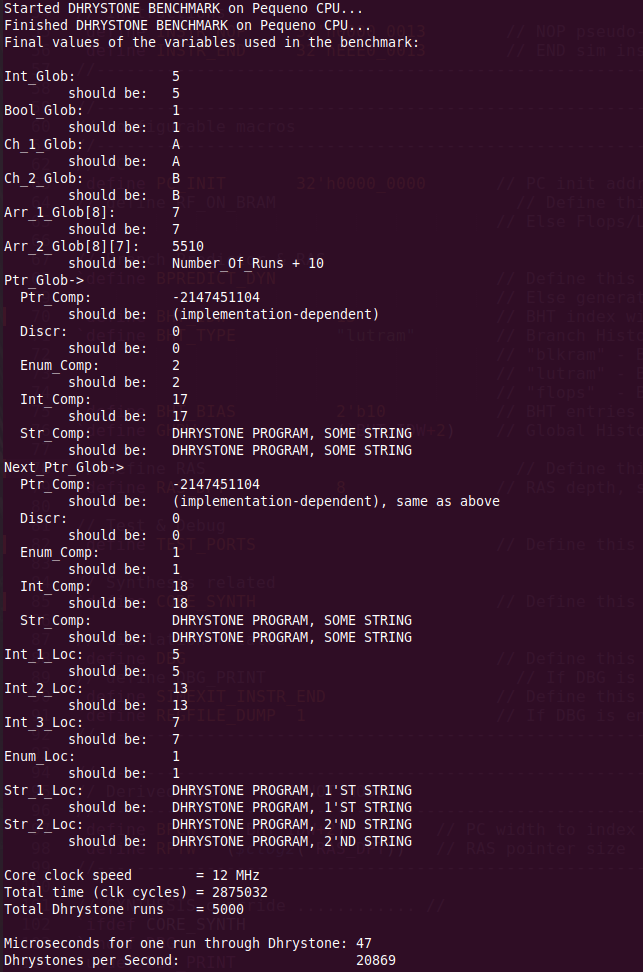 Started DHRYSTONE BENCHMARK on Pequeno CPU...
Finished DHRYSTONE BENCHMARK on Pequeno CPU...
Final values of the variables used in the benchmark:

Int_Glob:            5
        should be:   5
Bool_Glob:           1
        should be:   1
Ch_1_Glob:           A
        should be:   A
Ch_2_Glob:           B
        should be:   B
Arr_1_Glob[8]:       7
        should be:   7
Arr_2_Glob[8][7]:    5510
        should be:   Number_Of_Runs + 10
Ptr_Glob->
  Ptr_Comp:          -2147451104
        should be:   (implementation-dependent)
  Discr:             0
        should be:   0
  Enum_Comp:         2
        should be:   2
  Int_Comp:          17
        should be:   17
  Str_Comp:          DHRYSTONE PROGRAM, SOME STRING
        should be:   DHRYSTONE PROGRAM, SOME STRING
Next_Ptr_Glob->
  Ptr_Comp:          -2147451104
        should be:   (implementation-dependent), same as above
  Discr:             0
        should be:   0
  Enum_Comp:         1
        should be:   1
  Int_Comp:          18
        should be:   18
  Str_Comp:          DHRYSTONE PROGRAM, SOME STRING
        should be:   DHRYSTONE PROGRAM, SOME STRING
Int_1_Loc:           5
        should be:   5
Int_2_Loc:           13
        should be:   13
Int_3_Loc:           7
        should be:   7
Enum_Loc:            1
        should be:   1
Str_1_Loc:           DHRYSTONE PROGRAM, 1'ST STRING
        should be:   DHRYSTONE PROGRAM, 1'ST STRING
Str_2_Loc:           DHRYSTONE PROGRAM, 2'ND STRING
        should be:   DHRYSTONE PROGRAM, 2'ND STRING

Core clock speed        = 12 MHz
Total time (clk cycles) = 2875032
Total Dhrystone runs    = 5000

Microseconds for one run through Dhrystone: 47
Dhrystones per Second:                      20869